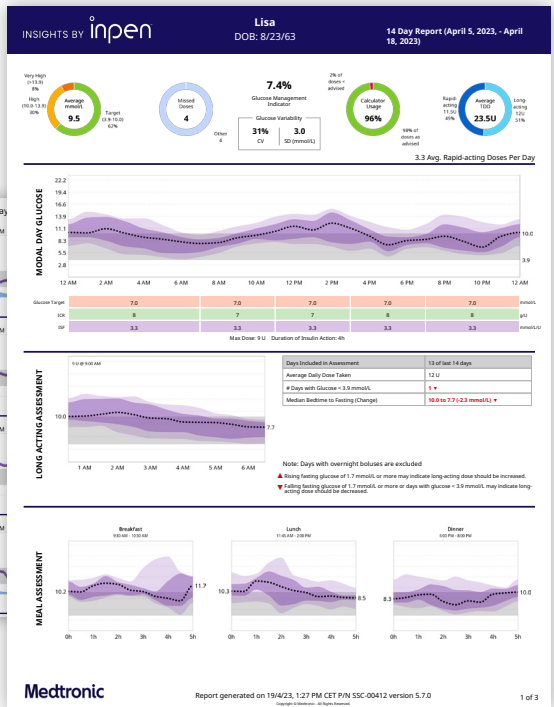 INSIGHTS BY inpen
Lisa
DOB: 8/23/63
14 Day Report (April 5, 2023, - April
18, 2023)
Very High
(>13.9)
8%
High
(10.0-13.9)
30%
Average
mmol/L
9.5
Target
(3.9-10.0)
62%
Missed
Doses
4
Other
4
7.4%
Glucose Management
Indicator
Glucose Variability
31%
CV
3.0
SD (mmol/L)
2% of
doses <
advised
Calculator
Usage
96%
98% of
doses as
advised
Rapid-
acting
11.5U
49%
Average
TDD
23.5U
Long-
acting
12U
51%
3.3 Avg. Rapid-acting Doses Per Day
MODAL DAY GLUCOSE
22.2
19.4
16.6
13.9
11.1
8.3
5.5
2.8
10.0
3.9
12 AM 2 AM 4 AM 6 AM 8 AM 10 AM 12 PM 2 PM 4 PM 6 PM 8 PM 10 PM 12 AM
Glucose Target 7.0 7.0 7.0 7.0 7.0 mmol/L
ICR 8 7 7 8 8 g/U
ISF 3.3 3.3 3.3 3.3 3.3 mmol/L/U
Max Dose: 9 U Duration of Insulin Action: 4h
LONG ACTING ASSESSMENT
9 U @ 9:00 AM
10.0
7.7
1 AM 2 AM 3 AM 4 AM 5 AM 6 AM
Days Included in Assessment 13 of last 14 days
Average Daily Dose Taken 12 U
# Days with Glucose < 3.9 mmol/L 1 ▼
Median Bedtime to Fasting (Change) 10.0 to 7.7 (-2.3 mmol/L) ▼
Note: Days with overnight boluses are excluded
▲ Rising fasting glucose of 1.7 mmol/L or more may indicate long-acting dose should be increased.
▼ Falling fasting glucose of 1.7 mmol/L or more or days with glucose < 3.9 mmol/L may indicate long-
acting dose should be decreased.
MEAL ASSESSMENT
Breakfast
10.2
11.7
0h 1h 2h 3h 4h 5h
Lunch
11:45 AM - 2:00 PM
10.3
8.5
0h 1h 2h 3h 4h 5h
Dinner
8.3
10.0
0h 1h 2h 3h 4h 5h
Medtronic
Report generated on 19/4/23, 1:27 PM CET P/N SSC-00412 version 5.7.0
Copyright © Medtronic - All Rights Reserved.
1 of 3